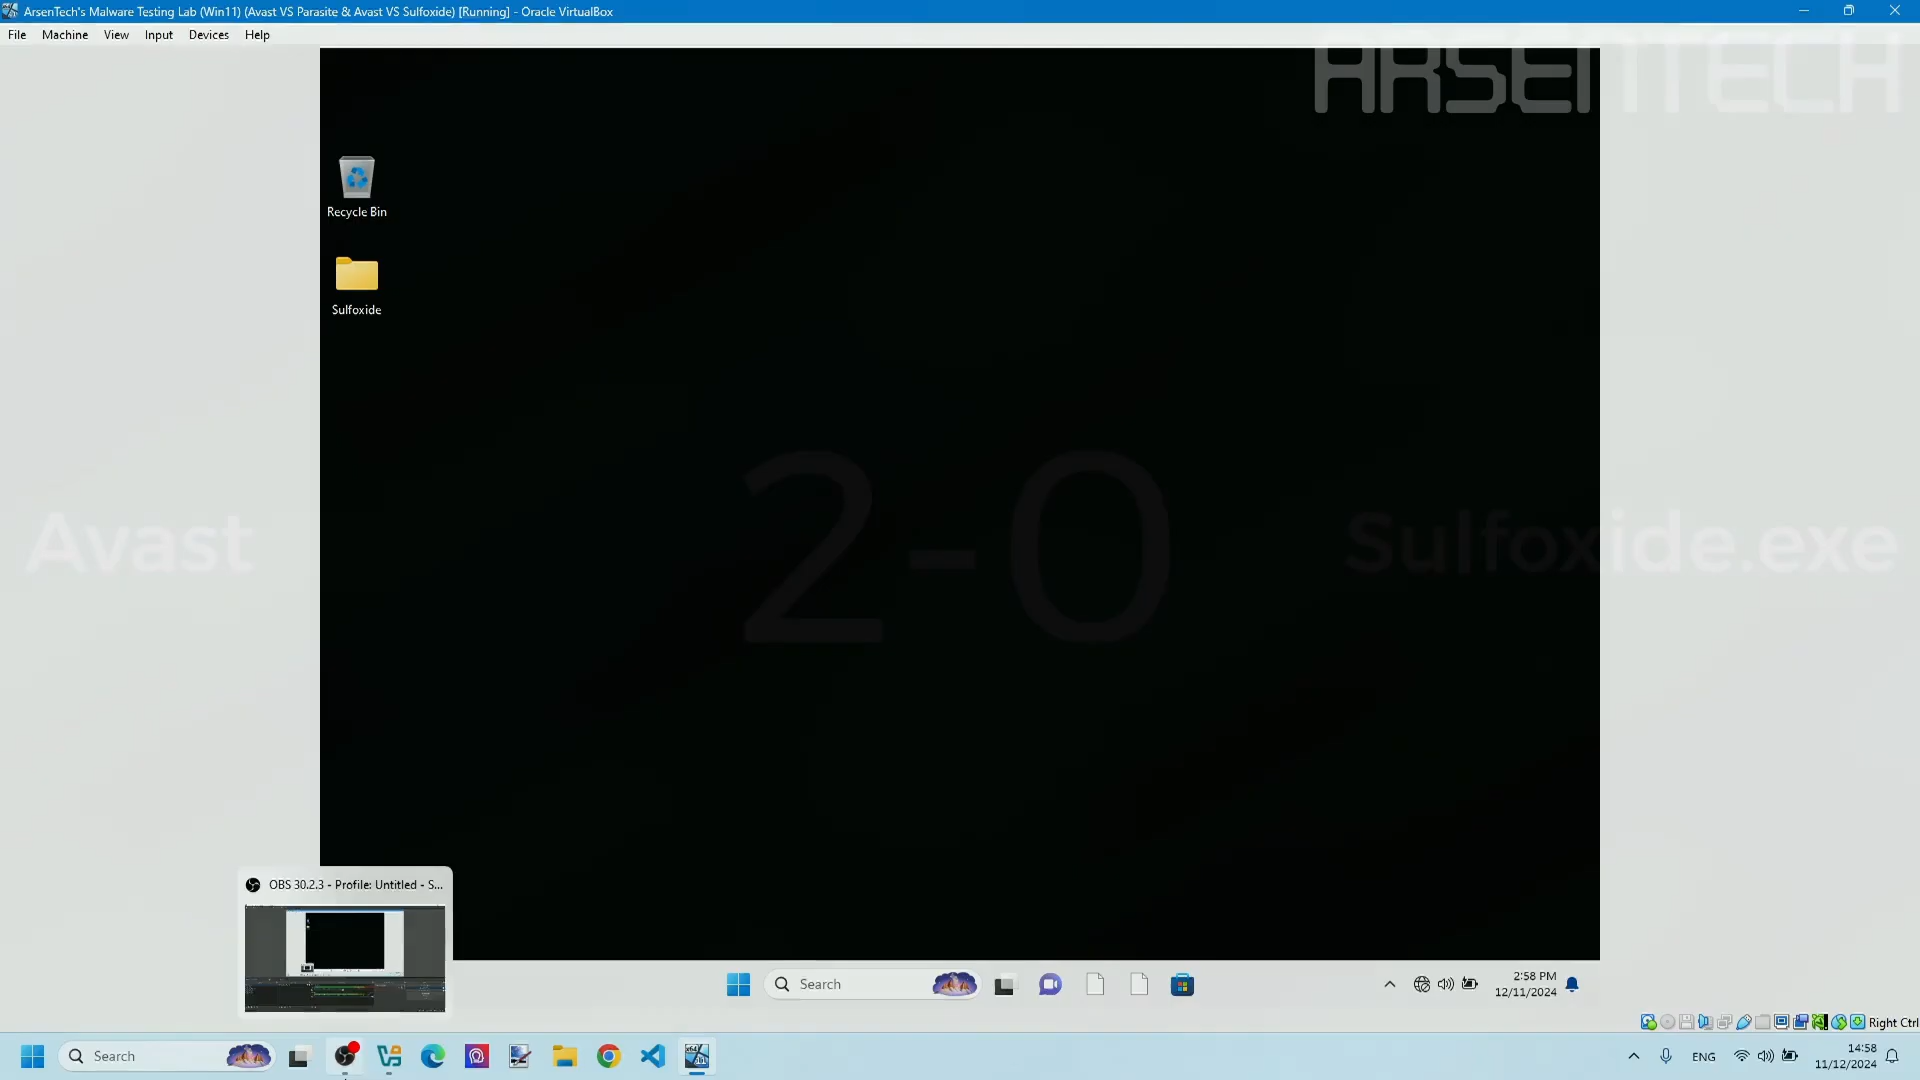 ArsenTech's Malware Testing Lab (Win11) (Avast VS Parasite & Avast VS Sulfoxide) [Running] - Oracle VirtualBox
File Machine View Input Devices Help
ARSENTECH
Recycle Bin
Sulfoxide
2-0
Avast
Sulfoxide.exe
OBS 30.2.3 - Profile: Untitled - S...
Search
2:58 PM
12/11/2024
Right Ctrl
Search
ENG
14:58
11/12/2024